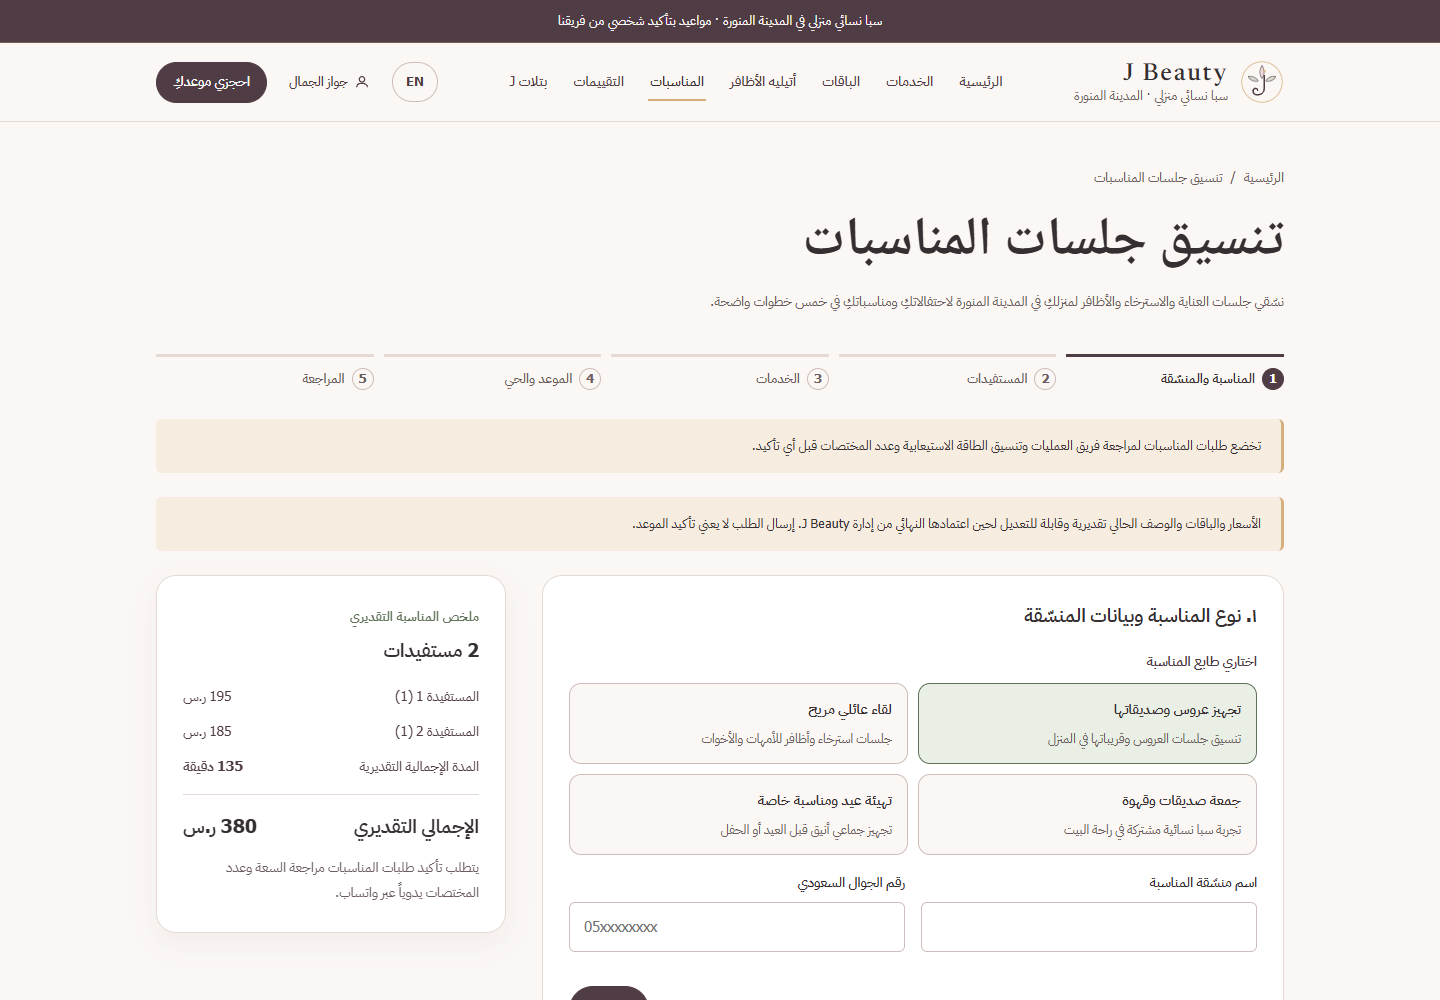 سبا نسائي منزلي في المدينة المنورة · مواعيد بتأكيد شخصي من فريقنا
J Beauty
سبا نسائي منزلي · المدينة المنورة
الرئيسية
الخدمات
الباقات
أتيليه الأظافر
المناسبات
التقييمات
بتلات J
EN
جواز الجمال
احجزي موعدكِ
الرئيسية / تنسيق جلسات المناسبات
تنسيق جلسات المناسبات
نسّقي جلسات العناية والاسترخاء والأظافر لمنزلكِ في المدينة المنورة لاحتفالاتكِ ومناسباتكِ في خمس خطوات واضحة.
1 المناسبة والمنسّقة
2 المستفيدات
3 الخدمات
4 الموعد والحي
5 المراجعة
تخضع طلبات المناسبات لمراجعة فريق العمليات وتنسيق الطاقة الاستيعابية وعدد المختصات قبل أي تأكيد.
الأسعار والباقات والوصف الحالي تقديرية وقابلة للتعديل لحين اعتمادها النهائي من إدارة J Beauty. إرسال الطلب لا يعني تأكيد الموعد.
١. نوع المناسبة وبيانات المنسّقة
اختاري طابع المناسبة
تجهيز عروس وصديقاتها
تنسيق جلسات العروس وقريباتها في المنزل
لقاء عائلي مريح
جلسات استرخاء وأظافر للأمهات والأخوات
جمعة صديقات وقهوة
تجربة سبا نسائية مشتركة في راحة البيت
تهيئة عيد ومناسبة خاصة
تجهيز جماعي أنيق قبل العيد أو الحفل
اسم منسّقة المناسبة
رقم الجوال السعودي
05xxxxxxxx
ملخص المناسبة التقديري
2 مستفيدات
المستفيدة 1 (1) 195 ر.س
المستفيدة 2 (1) 185 ر.س
المدة الإجمالية التقديرية 135 دقيقة
الإجمالي التقديري 380 ر.س
يتطلب تأكيد طلبات المناسبات مراجعة السعة وعدد
المختصات يدوياً عبر واتساب.